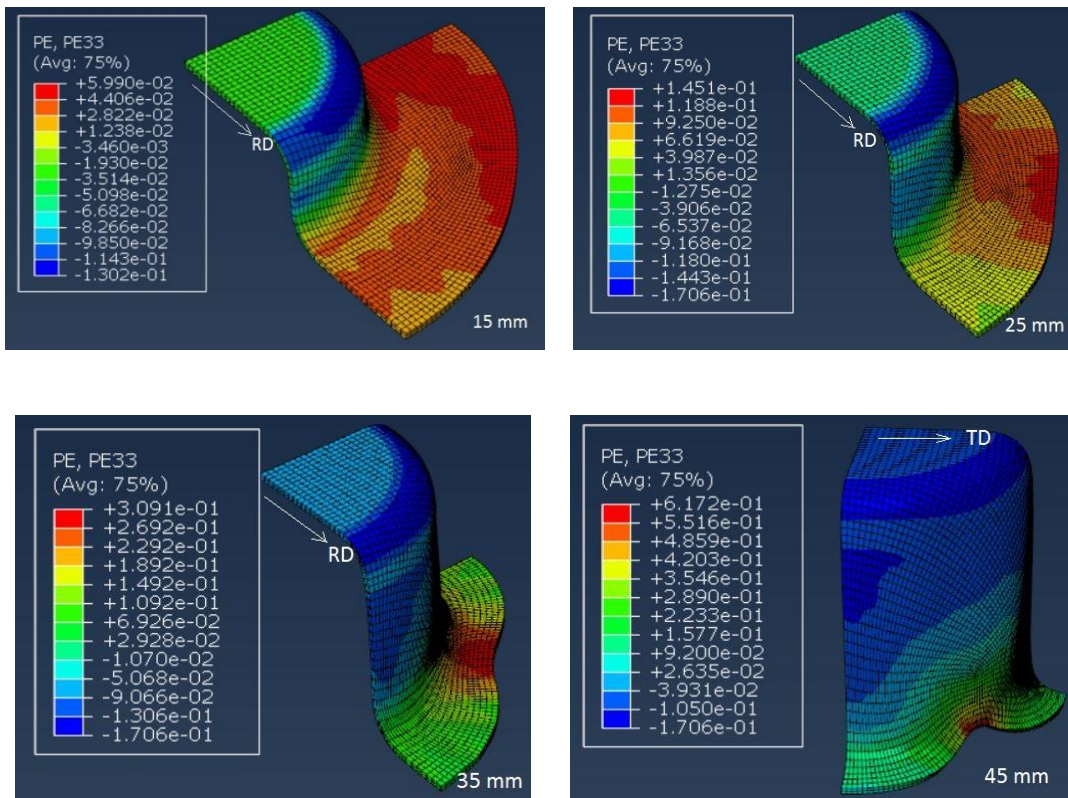 PE, PE33
(Avg: 75%)
+5.990e-02
+4.406e-02
+2.822e-02
+1.238e-02
-3.460e-03
-1.930e-02
-3.514e-02
-5.098e-02
-6.682e-02
-8.266e-02
-9.850e-02
-1.143e-01
-1.302e-01
RD
15 mm
PE, PE33
(Avg: 75%)
+1.451e-01
+1.188e-01
+9.250e-02
+6.619e-02
+3.987e-02
+1.356e-02
-1.275e-02
-3.906e-02
-6.537e-02
-9.168e-02
-1.180e-01
-1.443e-01
-1.706e-01
RD
25 mm
PE, PE33
(Avg: 75%)
+3.091e-01
+2.692e-01
+2.292e-01
+1.892e-01
+1.492e-01
+1.092e-01
+6.926e-02
+2.928e-02
-1.070e-02
-5.068e-02
-9.066e-02
-1.306e-01
-1.706e-01
RD
35 mm
PE, PE33
(Avg: 75%)
+6.172e-01
+5.516e-01
+4.859e-01
+4.203e-01
+3.546e-01
+2.890e-01
+2.233e-01
+1.577e-01
+9.200e-02
+2.635e-02
-3.931e-02
-1.050e-01
-1.706e-01
TD
45 mm